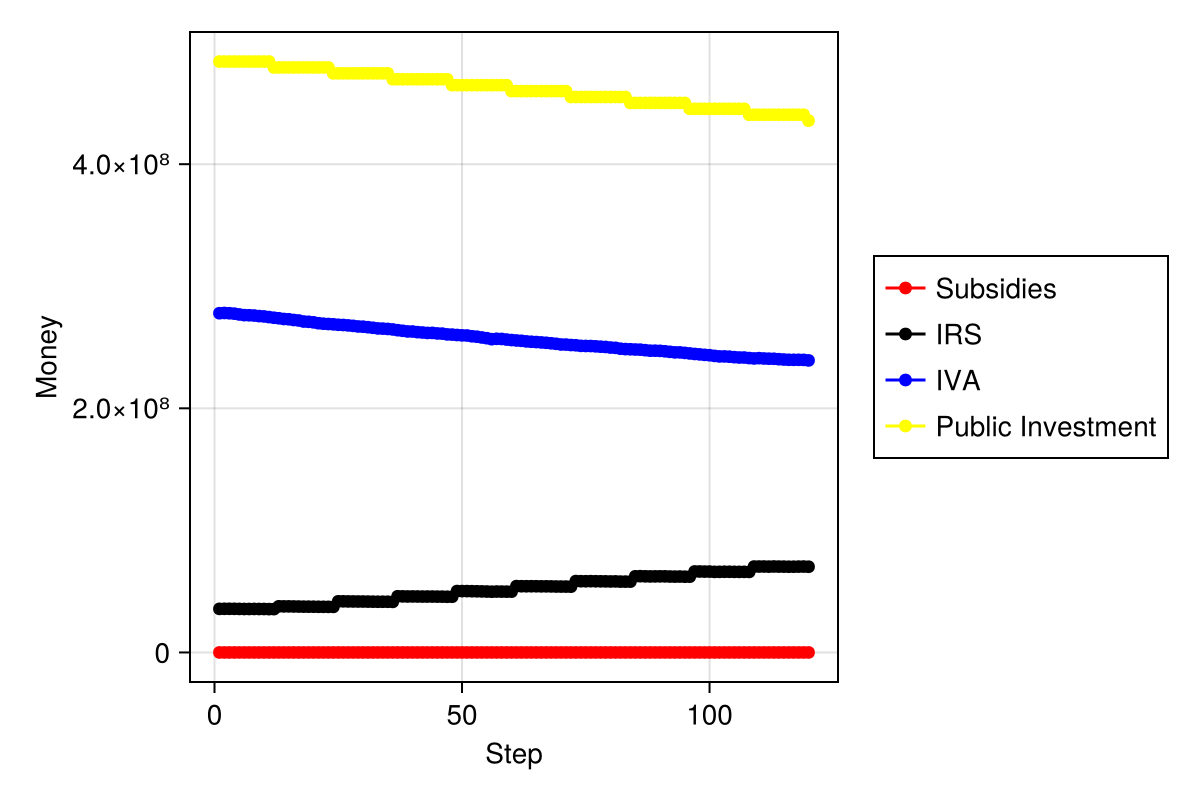 4.0×10⁸
2.0×10⁸
0
Money
0 50 100
Step
Subsidies
IRS
IVA
Public Investment